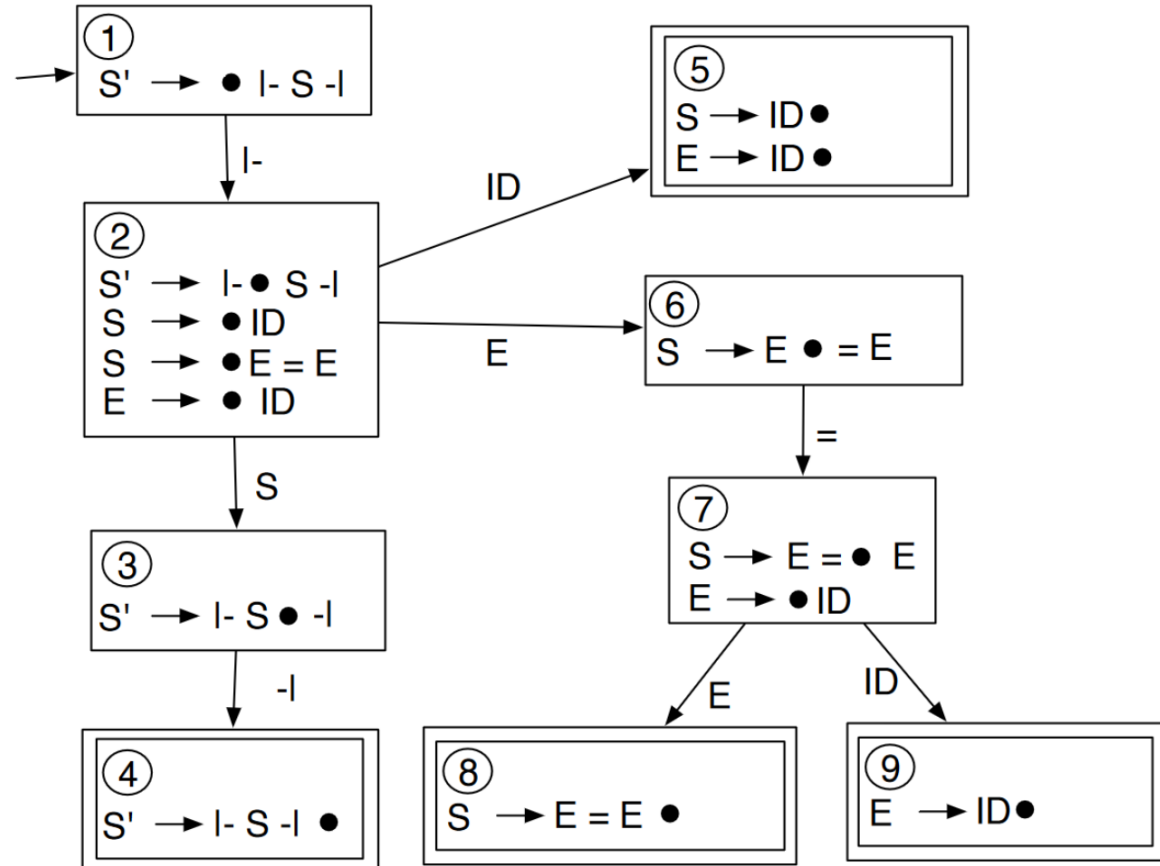 1
S' → ● |- S -|
|-
2
S' → |- ● S -|
S → ● ID
S → ● E = E
E → ● ID
S
3
S' → |- S ● -|
-|
4
S' → |- S -| ●
ID
5
S → ID ●
E → ID ●
E
6
S → E ● = E
=
7
S → E = ● E
E → ● ID
E
ID
8
S → E = E ●
9
E → ID ●